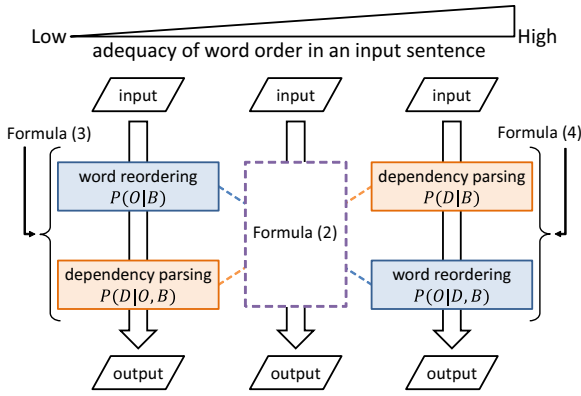 Low
High
adequacy of word order in an input sentence
input
input
input
Formula (3)
Formula (4)
word reordering
P(O|B)
dependency parsing
P(D|B)
Formula (2)
dependency parsing
P(D|O, B)
word reordering
P(O|D, B)
output
output
output